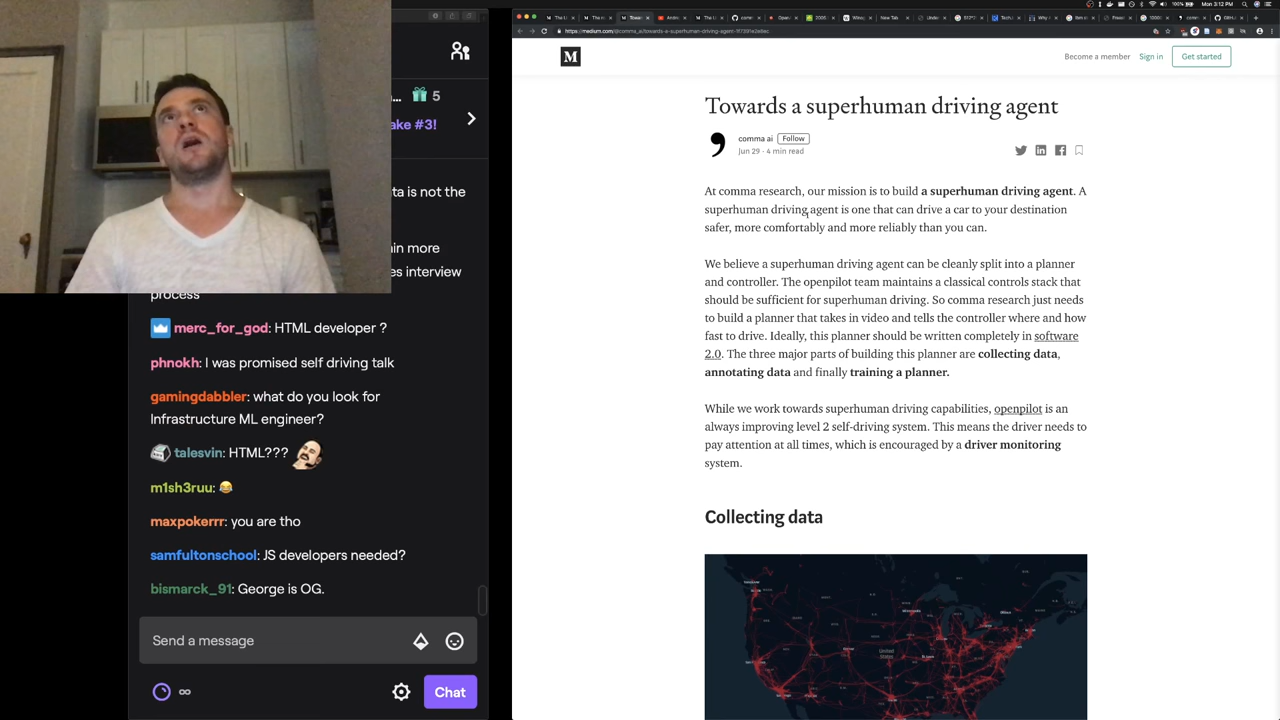 ... 5
ake #3!
ta is not the
in more
es interview
process
merc_for_god: HTML developer ?
phnokh: I was promised self driving talk
gamingdabbler: what do you look for
Infrastructure ML engineer?
talesvin: HTML???
m1sh3ruu:
maxpokerrr: you are tho
samfultonschool: JS developers needed?
bismarck_91: George is OG.
Send a message
Chat
100%
Mon 3:12 PM
M
Become a member Sign in Get started
Towards a superhuman driving agent
comma ai Follow
Jun 29 · 4 min read
At comma research, our mission is to build a superhuman driving agent. A
superhuman driving agent is one that can drive a car to your destination
safer, more comfortably and more reliably than you can.
We believe a superhuman driving agent can be cleanly split into a planner
and controller. The openpilot team maintains a classical controls stack that
should be sufficient for superhuman driving. So comma research just needs
to build a planner that takes in video and tells the controller where and how
fast to drive. Ideally, this planner should be written completely in software
2.0. The three major parts of building this planner are collecting data,
annotating data and finally training a planner.
While we work towards superhuman driving capabilities, openpilot is an
always improving level 2 self-driving system. This means the driver needs to
pay attention at all times, which is encouraged by a driver monitoring
system.
Collecting data
United
States